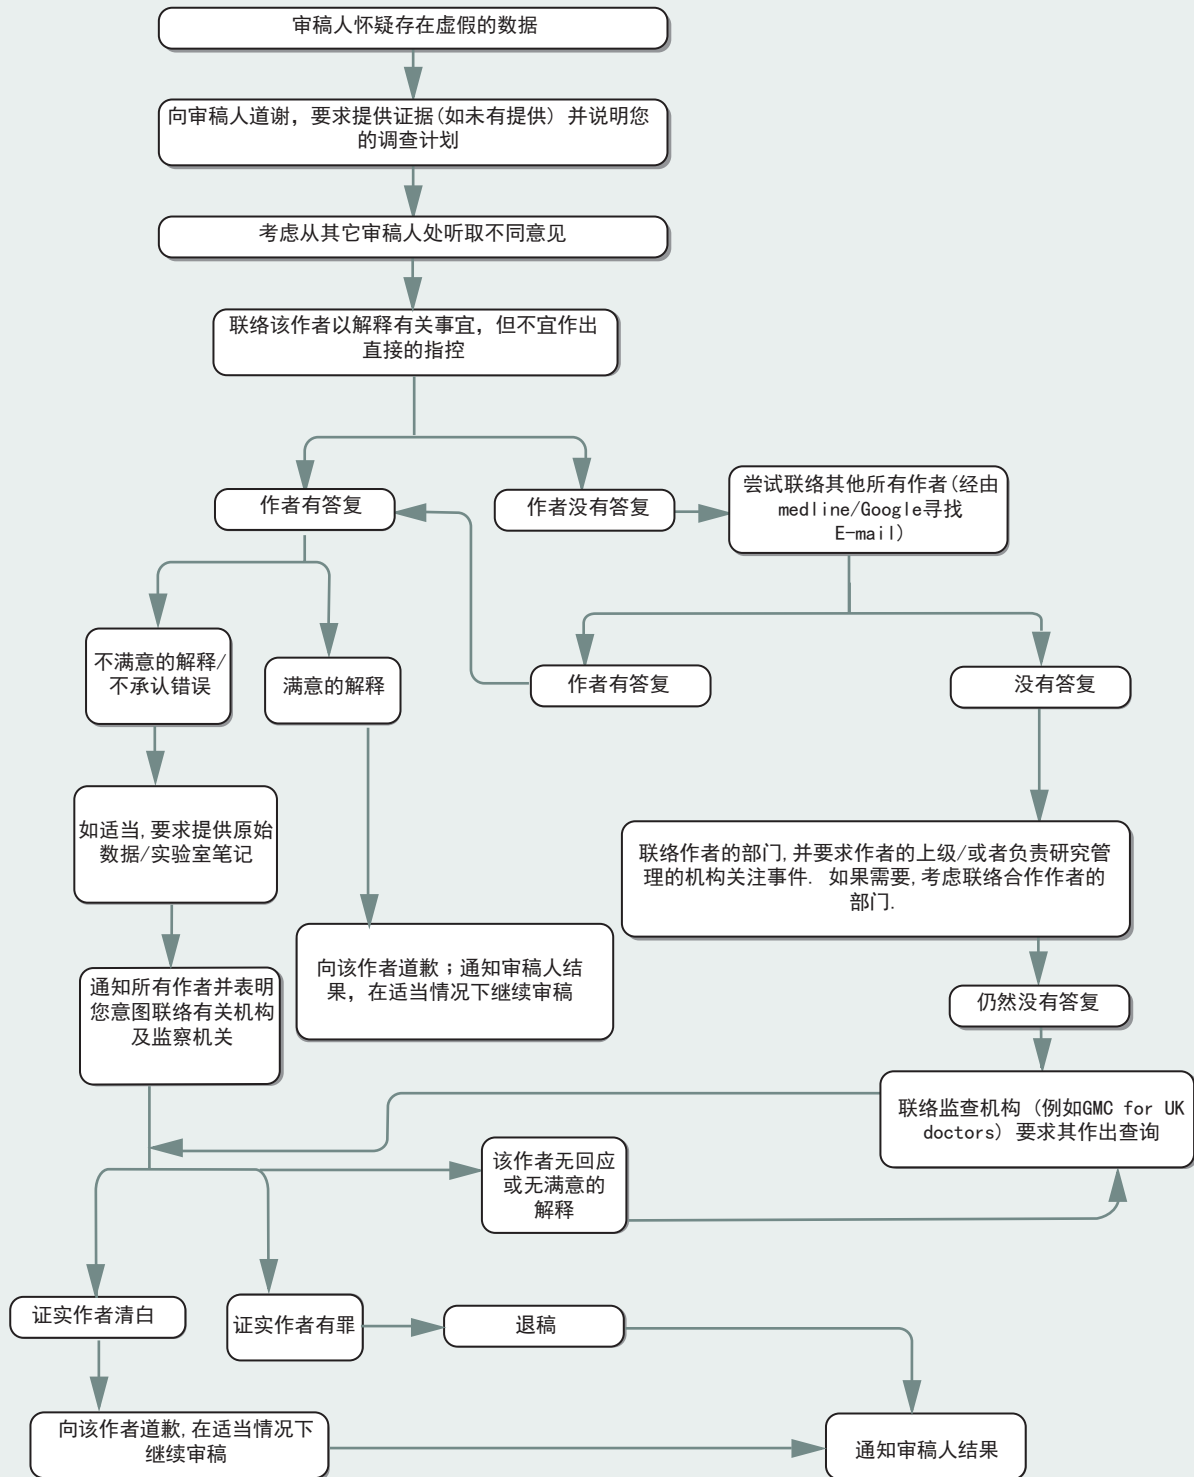 审稿人怀疑存在虚假的数据
向审稿人道谢，要求提供证据(如未有提供) 并说明您
的调查计划
考虑从其它审稿人处听取不同意见
联络该作者以解释有关事宜，但不宜作出
直接的指控
作者有答复
作者没有答复
尝试联络其他所有作者(经由
medline/Google寻找
E-mail)
不满意的解释/
不承认错误
满意的解释
作者有答复
没有答复
如适当,要求提供原始
数据/实验室笔记
联络作者的部门,并要求作者的上级/或者负责研究管
理的机构关注事件. 如果需要,考虑联络合作作者的
部门.
通知所有作者并表明
您意图联络有关机构
及监察机关
向该作者道歉；通知审稿人结
果，在适当情况下继续审稿
仍然没有答复
联络监查机构 (例如GMC for UK
doctors) 要求其作出查询
该作者无回应
或无满意的
解释
证实作者清白
证实作者有罪
退稿
向该作者道歉,在适当情况下
继续审稿
通知审稿人结果